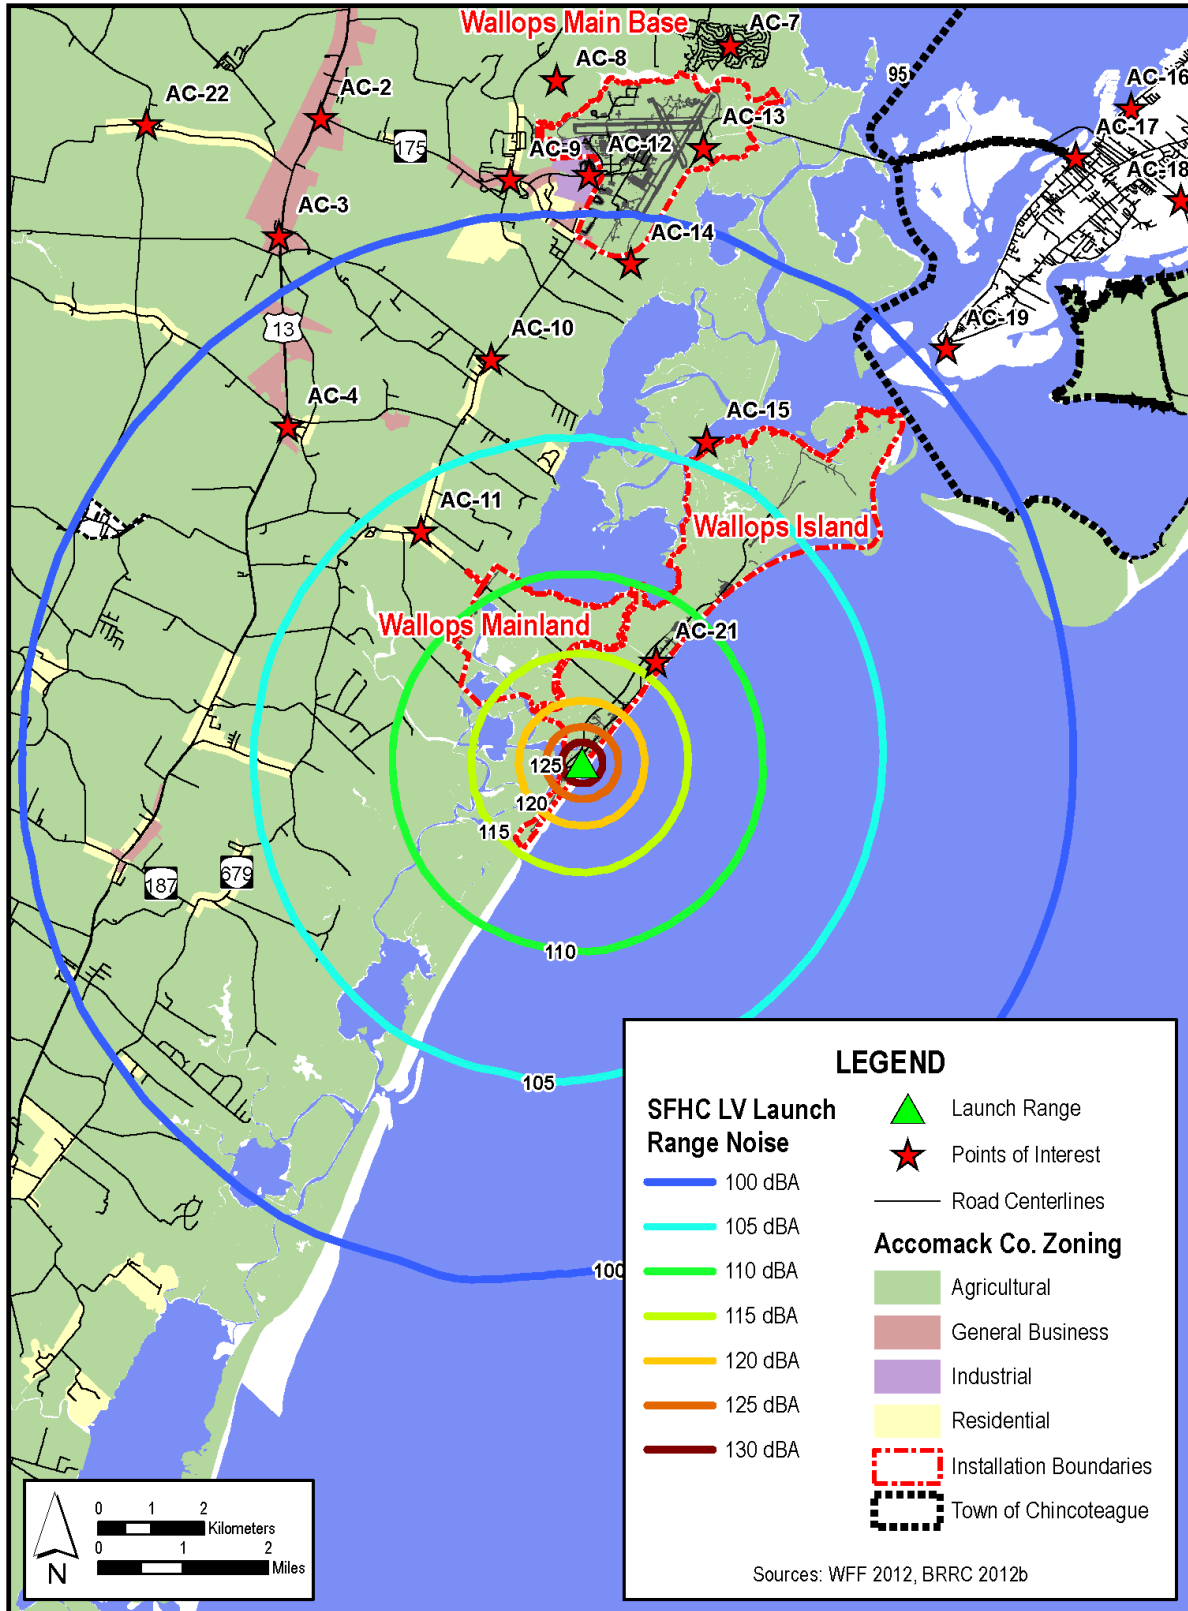 Wallops Main Base
AC-7
AC-8
95
AC-16
AC-22
AC-2
AC-13
AC-17
175
AC-9
AC-12
AC-18
AC-3
AC-14
13
AC-10
AC-19
AC-4
AC-15
AC-11
Wallops Island
Wallops Mainland
AC-21
125
120
115
187
679
110
105
100
LEGEND
SFHC LV Launch
Range Noise
100 dBA
105 dBA
110 dBA
115 dBA
120 dBA
125 dBA
130 dBA
Launch Range
Points of Interest
Road Centerlines
Accomack Co. Zoning
Agricultural
General Business
Industrial
Residential
Installation Boundaries
Town of Chincoteague
Sources: WFF 2012, BRRC 2012b
N
0 1 2
Kilometers
0 1 2
Miles